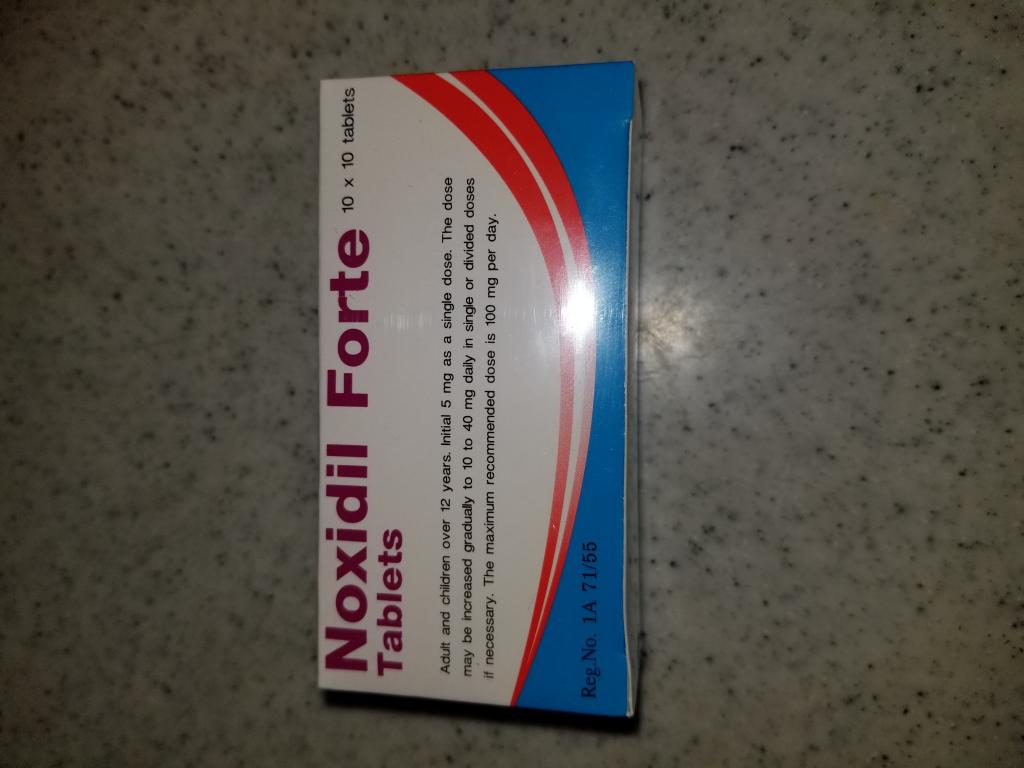 Noxidil Forte 10 x 10 tablets
Tablets
Adult and children over 12 years. Initial 5 mg as a single dose. The dose
may be increased gradually to 10 to 40 mg daily in single or divided doses
if necessary. The maximum recommended dose is 100 mg per day.
Reg.No. 1A 71/55